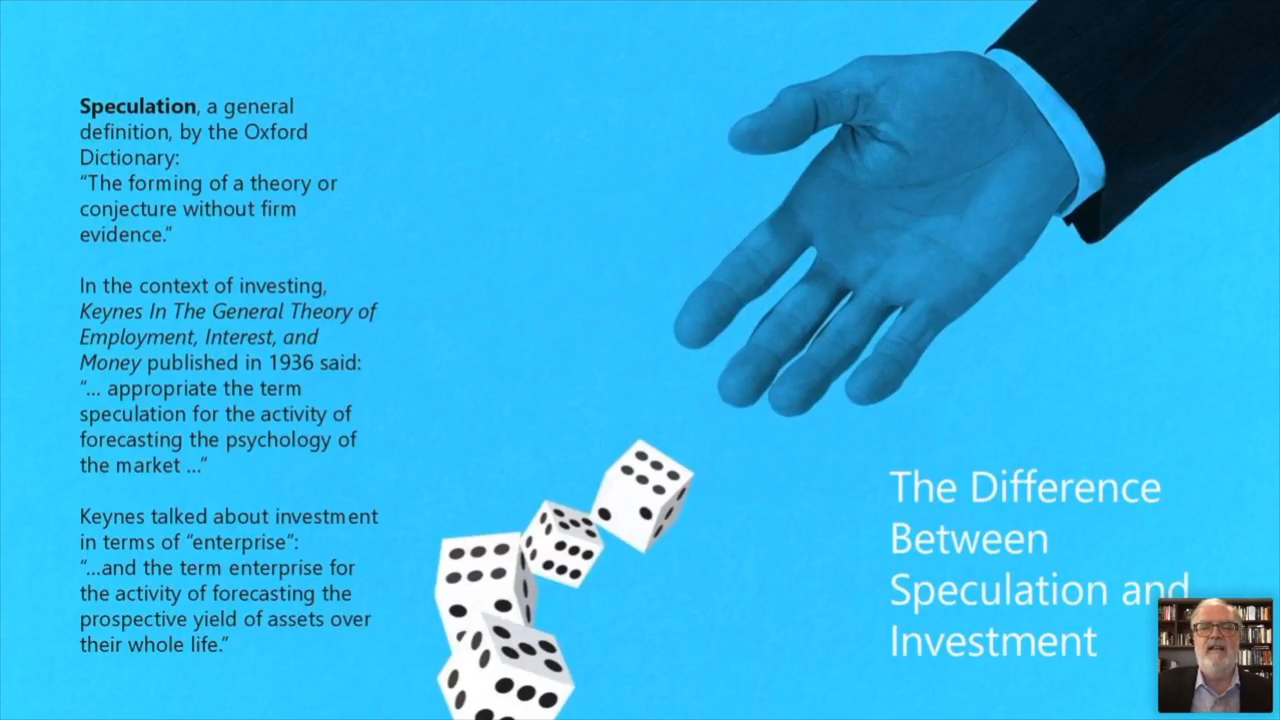 Speculation, a general
definition, by the Oxford
Dictionary:
“The forming of a theory or
conjecture without firm
evidence.”
In the context of investing,
Keynes In The General Theory of
Employment, Interest, and
Money published in 1936 said:
“... appropriate the term
speculation for the activity of
forecasting the psychology of
the market ...”
Keynes talked about investment
in terms of “enterprise”:
“...and the term enterprise for
the activity of forecasting the
prospective yield of assets over
their whole life.”
The Difference
Between
Speculation and
Investment